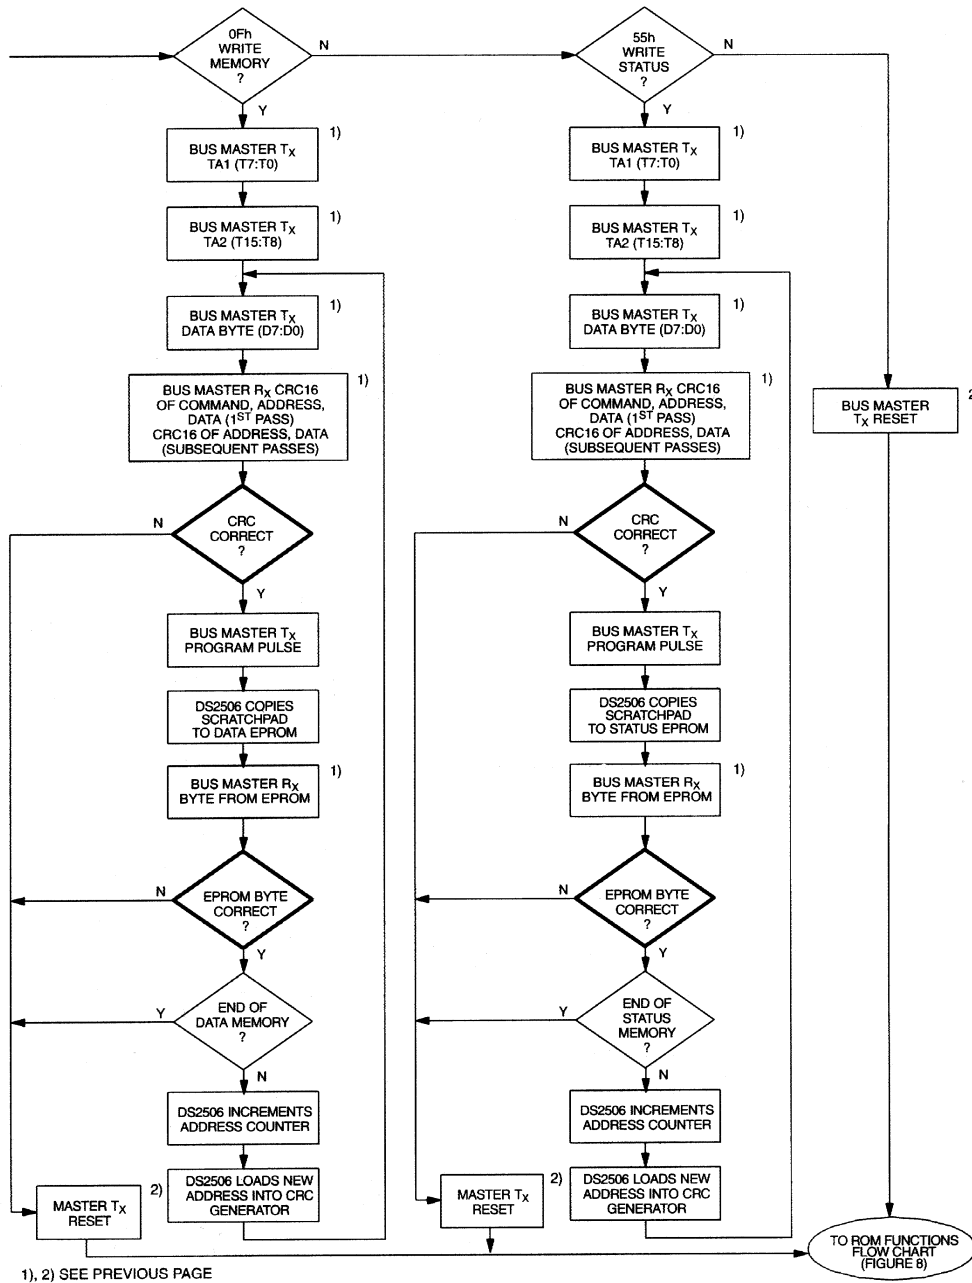 0Fh
WRITE
MEMORY
?
N
Y
55h
WRITE
STATUS
?
N
Y
1)
BUS MASTER TX
TA1 (T7:T0)
1)
BUS MASTER TX
TA2 (T15:T8)
1)
BUS MASTER TX
DATA BYTE (D7:D0)
1)
BUS MASTER RX CRC16
OF COMMAND, ADDRESS,
DATA (1ST PASS)
CRC16 OF ADDRESS, DATA
(SUBSEQUENT PASSES)
N
CRC
CORRECT
?
Y
BUS MASTER TX
PROGRAM PULSE
DS2506 COPIES
SCRATCHPAD
TO DATA EPROM
1)
BUS MASTER RX
BYTE FROM EPROM
N
EPROM BYTE
CORRECT
?
Y
Y
END OF
DATA MEMORY
?
N
DS2506 INCREMENTS
ADDRESS COUNTER
DS2506 LOADS NEW
ADDRESS INTO CRC
GENERATOR
2)
MASTER TX
RESET
1)
BUS MASTER TX
TA1 (T7:T0)
1)
BUS MASTER TX
TA2 (T15:T8)
1)
BUS MASTER TX
DATA BYTE (D7:D0)
1)
BUS MASTER RX CRC16
OF COMMAND, ADDRESS,
DATA (1ST PASS)
CRC16 OF ADDRESS, DATA
(SUBSEQUENT PASSES)
N
CRC
CORRECT
?
Y
BUS MASTER TX
PROGRAM PULSE
DS2506 COPIES
SCRATCHPAD
TO STATUS EPROM
1)
BUS MASTER RX
BYTE FROM EPROM
N
EPROM BYTE
CORRECT
?
Y
Y
END OF
STATUS
MEMORY
?
N
DS2506 INCREMENTS
ADDRESS COUNTER
DS2506 LOADS NEW
ADDRESS INTO CRC
GENERATOR
2)
MASTER TX
RESET
2
BUS MASTER
TX RESET
TO ROM FUNCTIONS
FLOW CHART
(FIGURE 8)
1), 2) SEE PREVIOUS PAGE